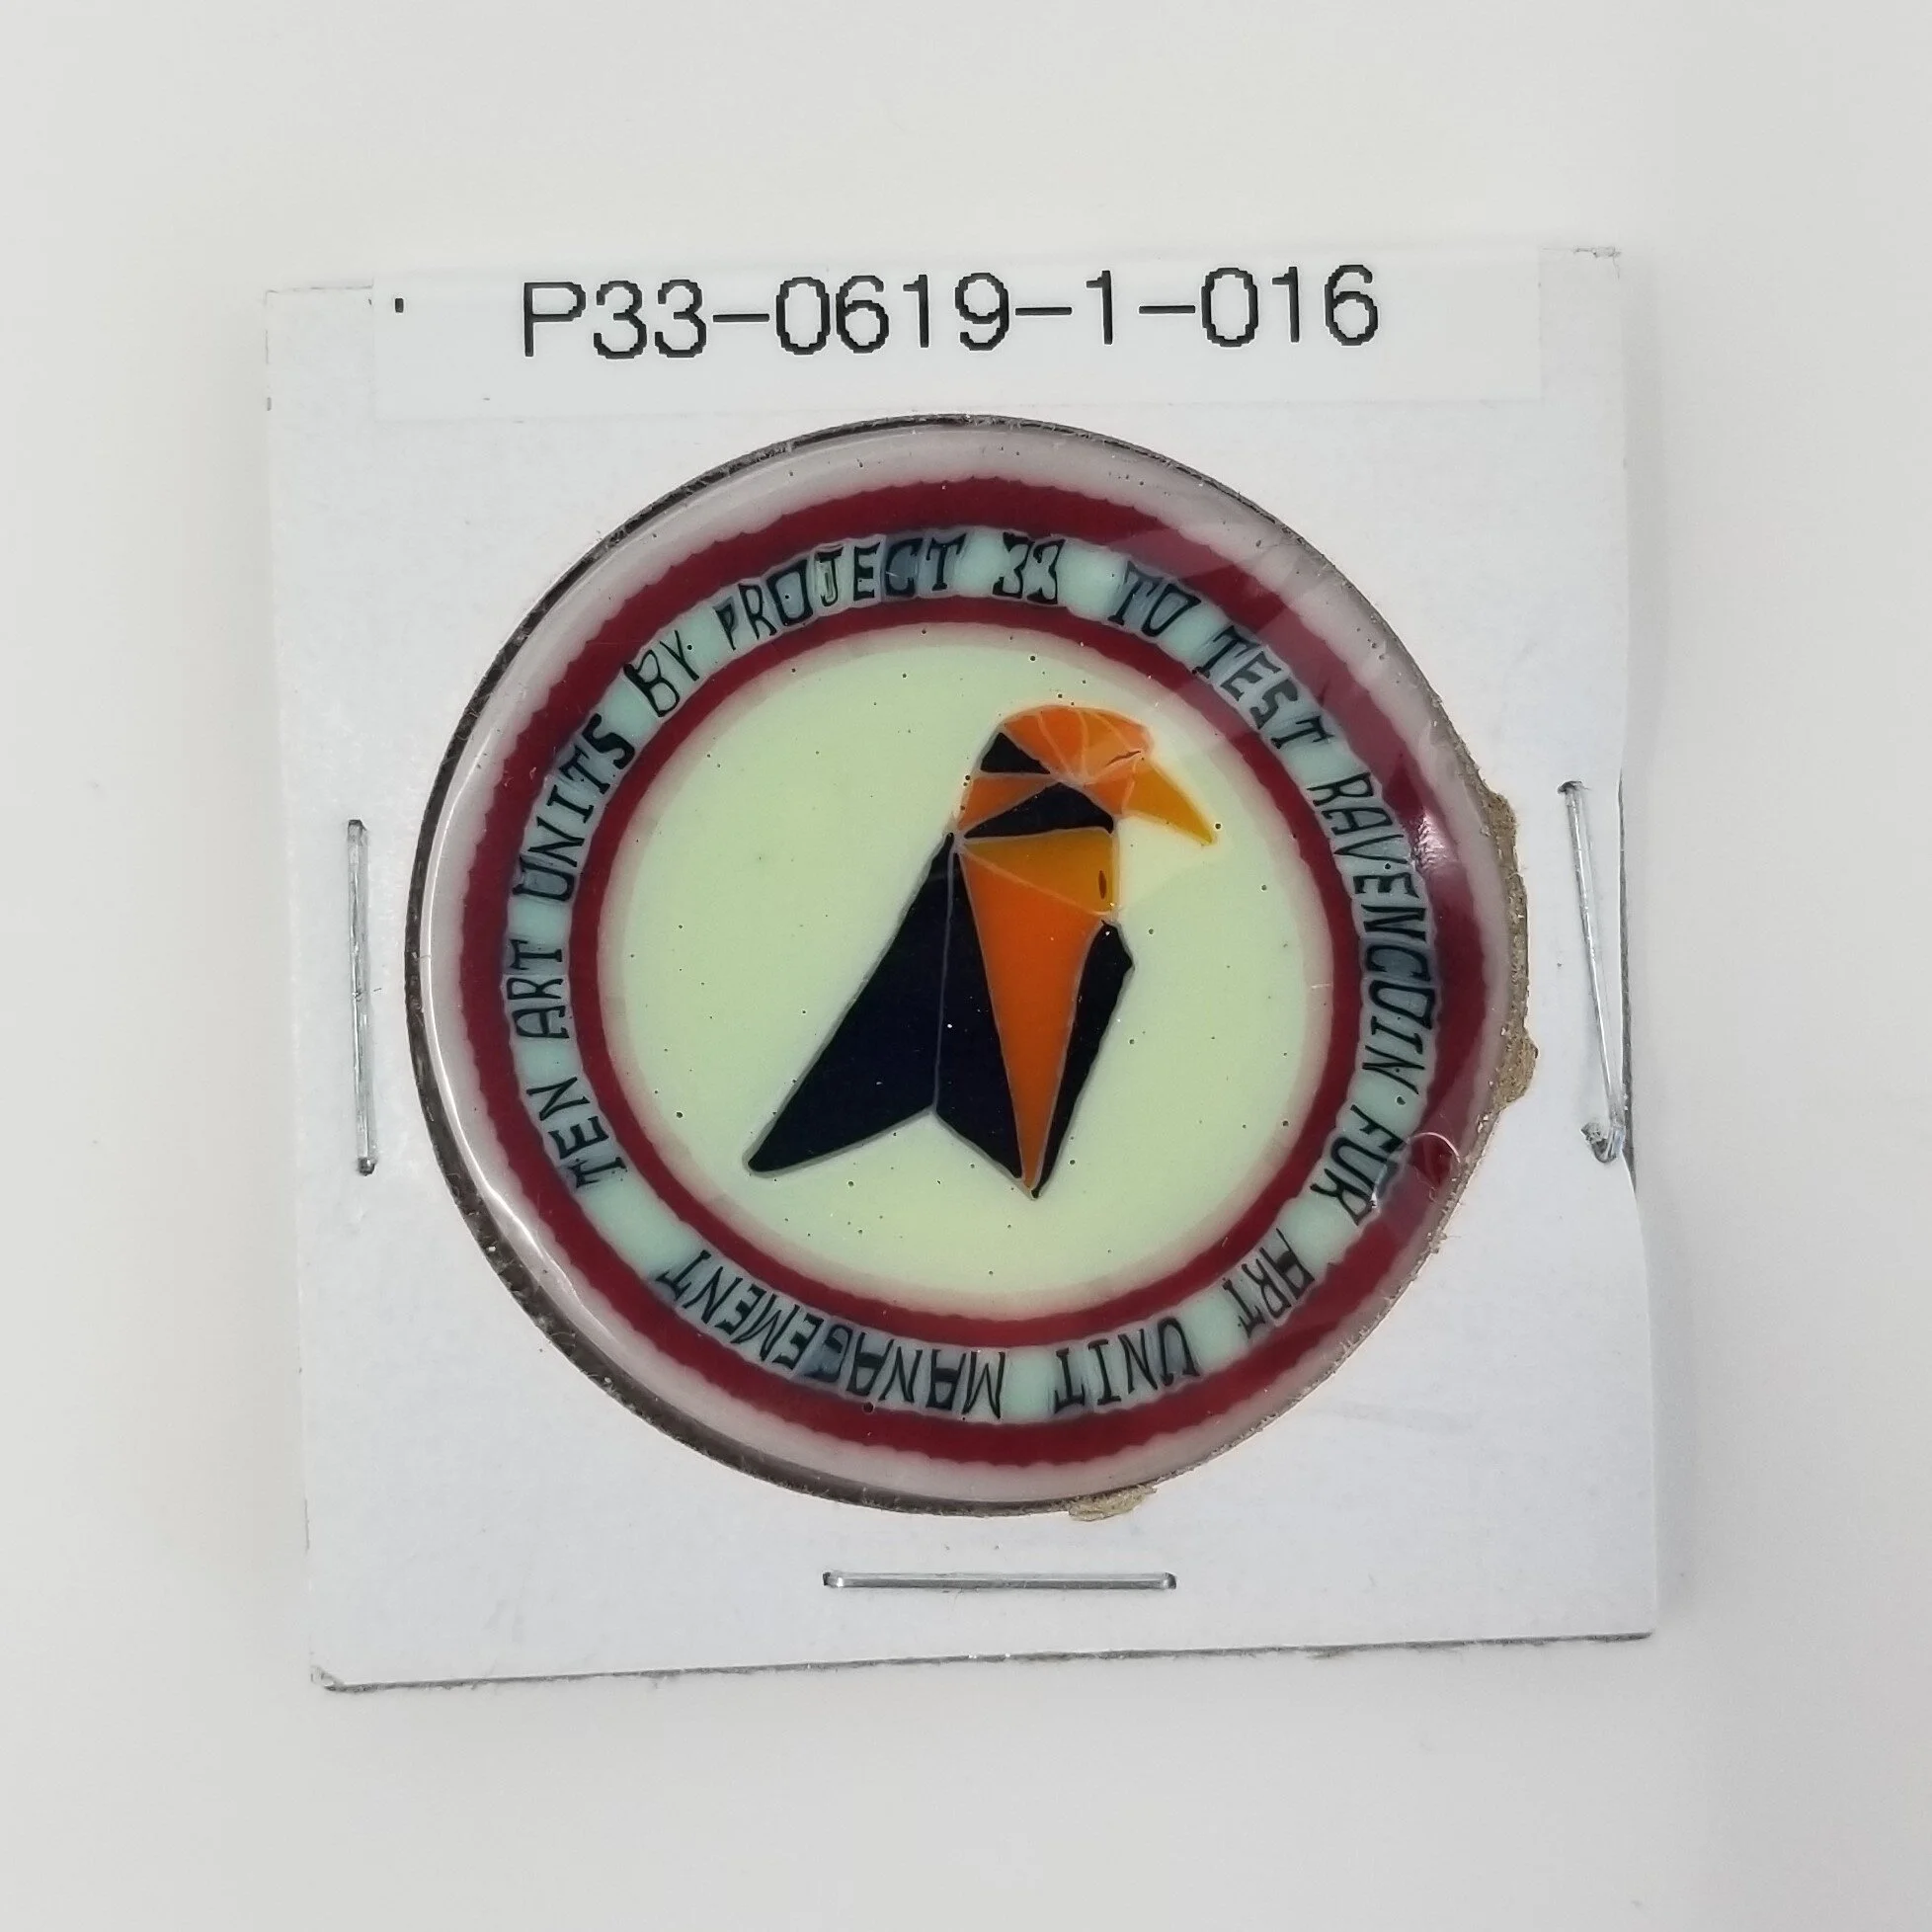 P33-0619-1-016
TEN ART UNITS BY PROJECT 33 TO TEST RAVENCOIN FOR ART UNIT MANAGEMENT